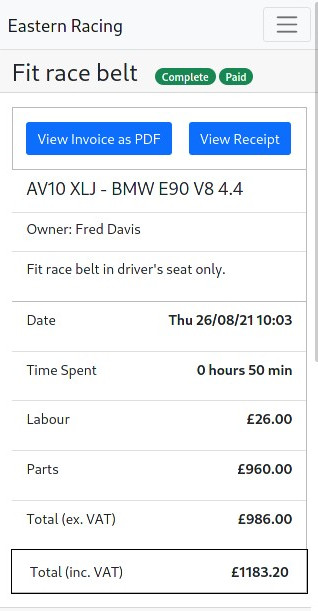 Eastern Racing
Fit race belt Complete Paid
View Invoice as PDF View Receipt
AV10 XLJ - BMW E90 V8 4.4
Owner: Fred Davis
Fit race belt in driver's seat only.
Date Thu 26/08/21 10:03
Time Spent 0 hours 50 min
Labour £26.00
Parts £960.00
Total (ex. VAT) £986.00
Total (inc. VAT) £1183.20